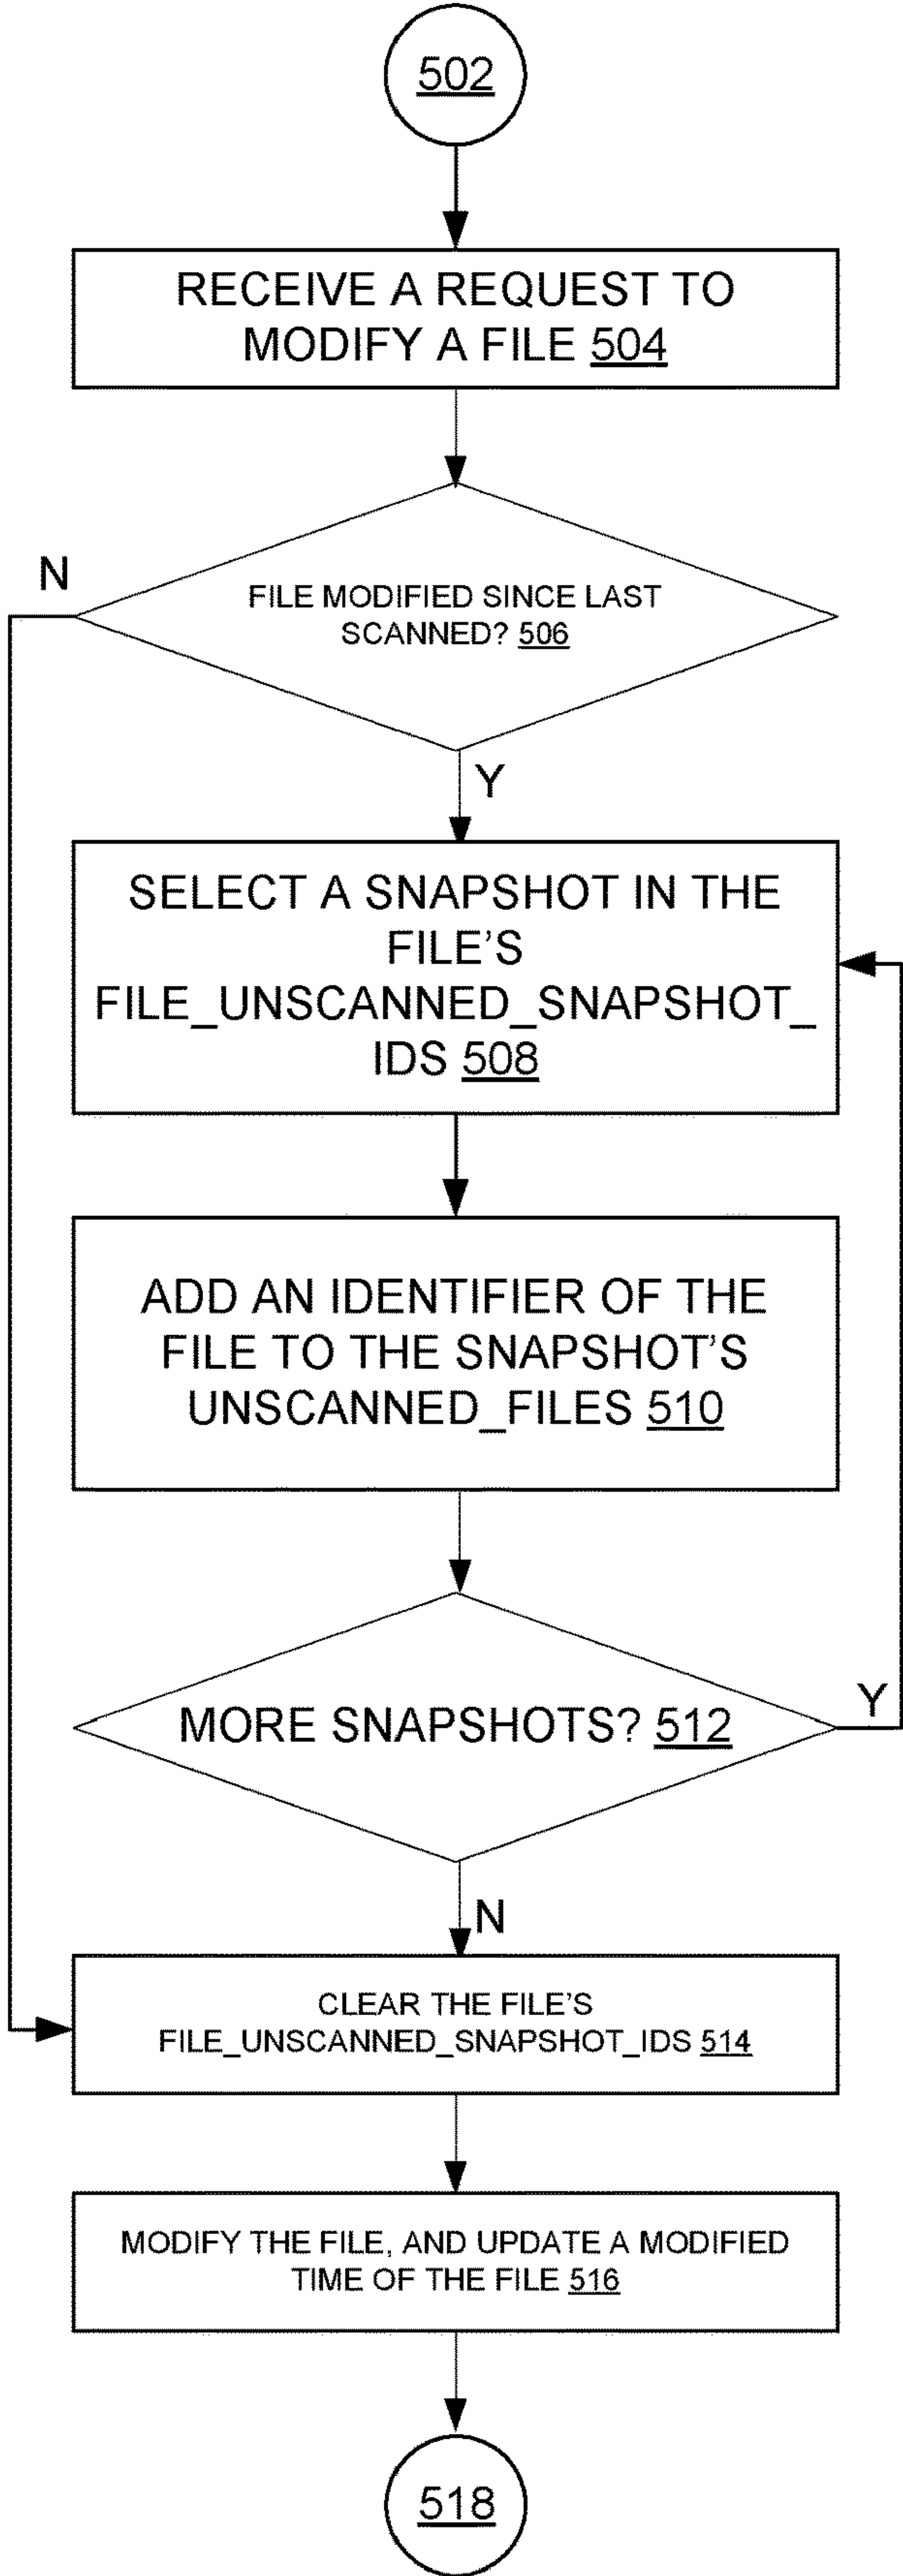 502
RECEIVE A REQUEST TO
MODIFY A FILE 504
N
FILE MODIFIED SINCE LAST
SCANNED? 506
Y
SELECT A SNAPSHOT IN THE
FILE’S
FILE_UNSCANNED_SNAPSHOT_
IDS 508
ADD AN IDENTIFIER OF THE
FILE TO THE SNAPSHOT’S
UNSCANNED_FILES 510
MORE SNAPSHOTS? 512
Y
N
CLEAR THE FILE’S
FILE_UNSCANNED_SNAPSHOT_IDS 514
MODIFY THE FILE, AND UPDATE A MODIFIED
TIME OF THE FILE 516
518